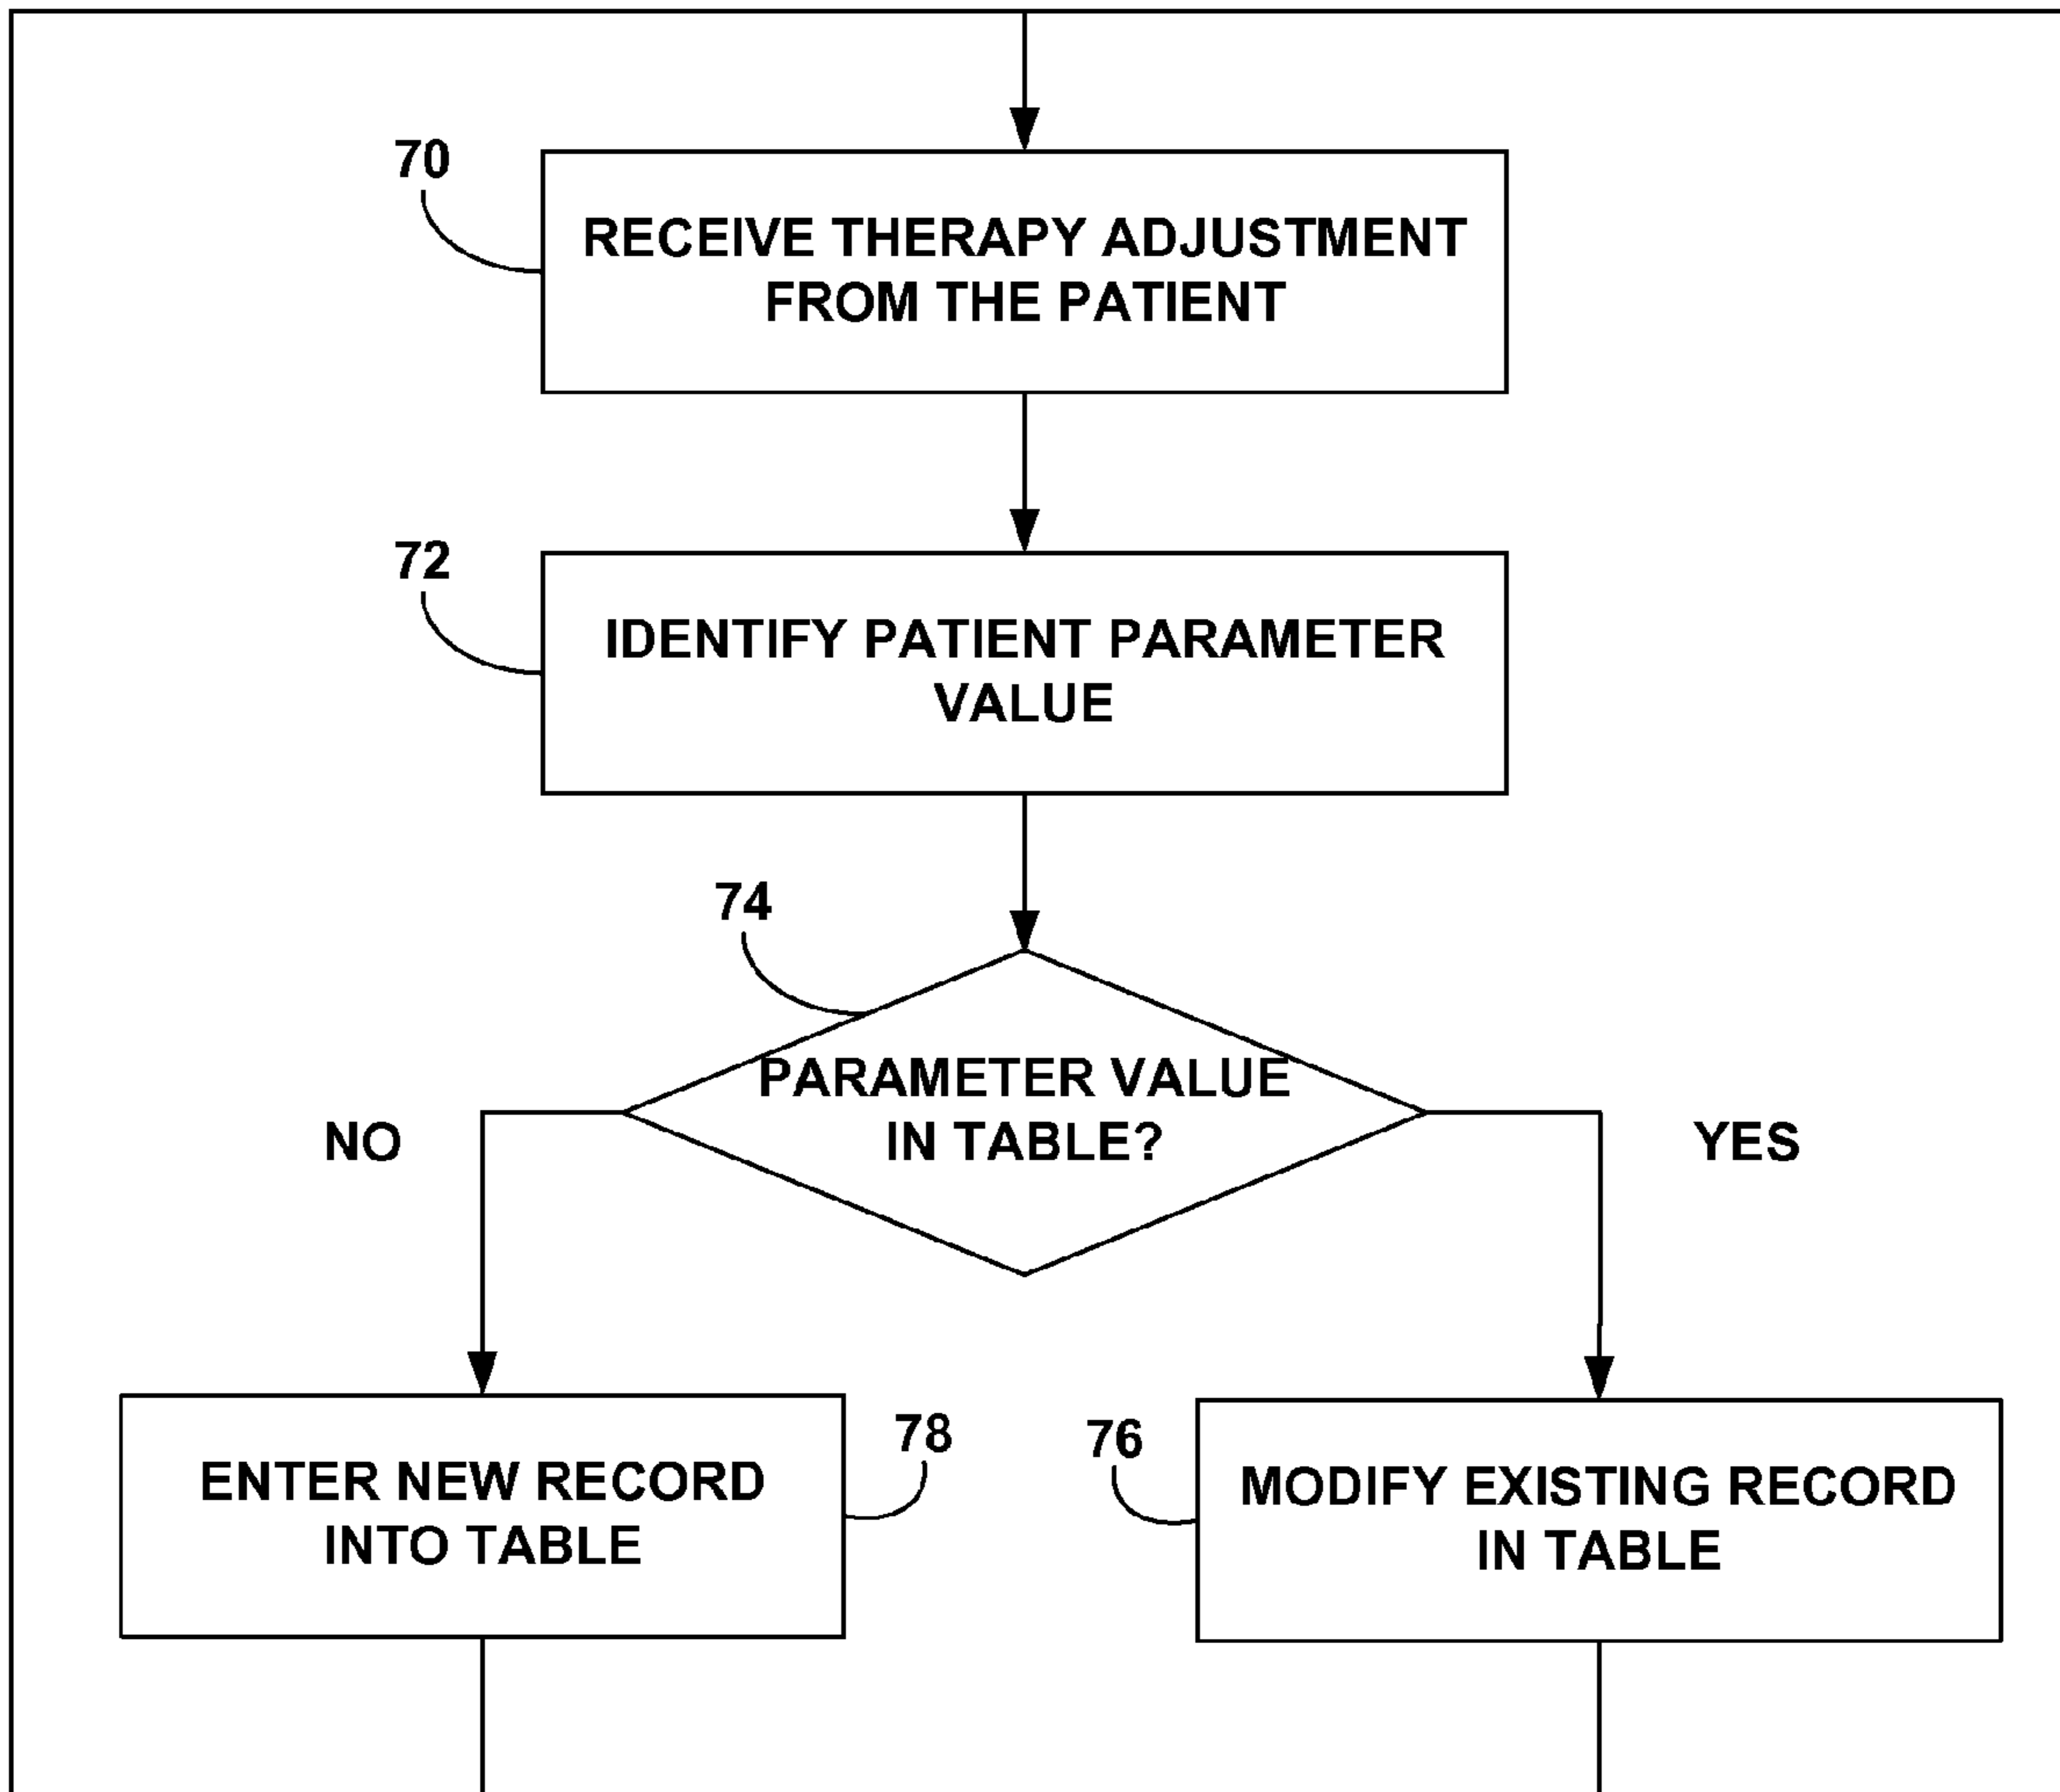 70
RECEIVE THERAPY ADJUSTMENT
FROM THE PATIENT
72
IDENTIFY PATIENT PARAMETER
VALUE
74
PARAMETER VALUE
IN TABLE?
NO
YES
78
ENTER NEW RECORD
INTO TABLE
76
MODIFY EXISTING RECORD
IN TABLE